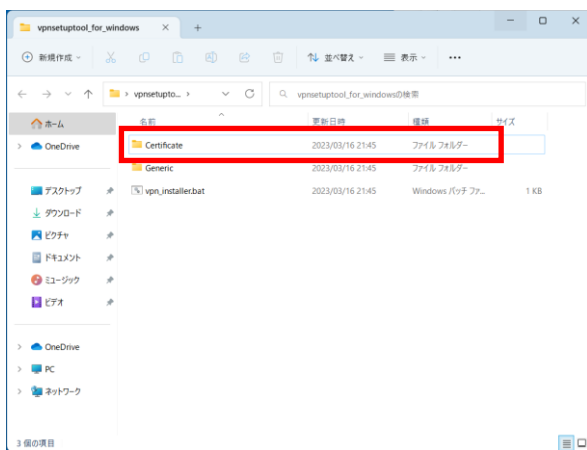 vpnsetuptool_for_windows
新規作成
並べ替え
表示
vpnsetupto...
vpnsetuptool_for_windowsの検索
ホーム
OneDrive
デスクトップ
ダウンロード
ピクチャ
ドキュメント
ミュージック
ビデオ
OneDrive
PC
ネットワーク
名前 更新日時 種類 サイズ
Certificate 2023/03/16 21:45 ファイル フォルダー
Generic 2023/03/16 21:45 ファイル フォルダー
vpn_installer.bat 2023/03/16 21:45 Windows バッチ ファ... 1 KB
3 個の項目